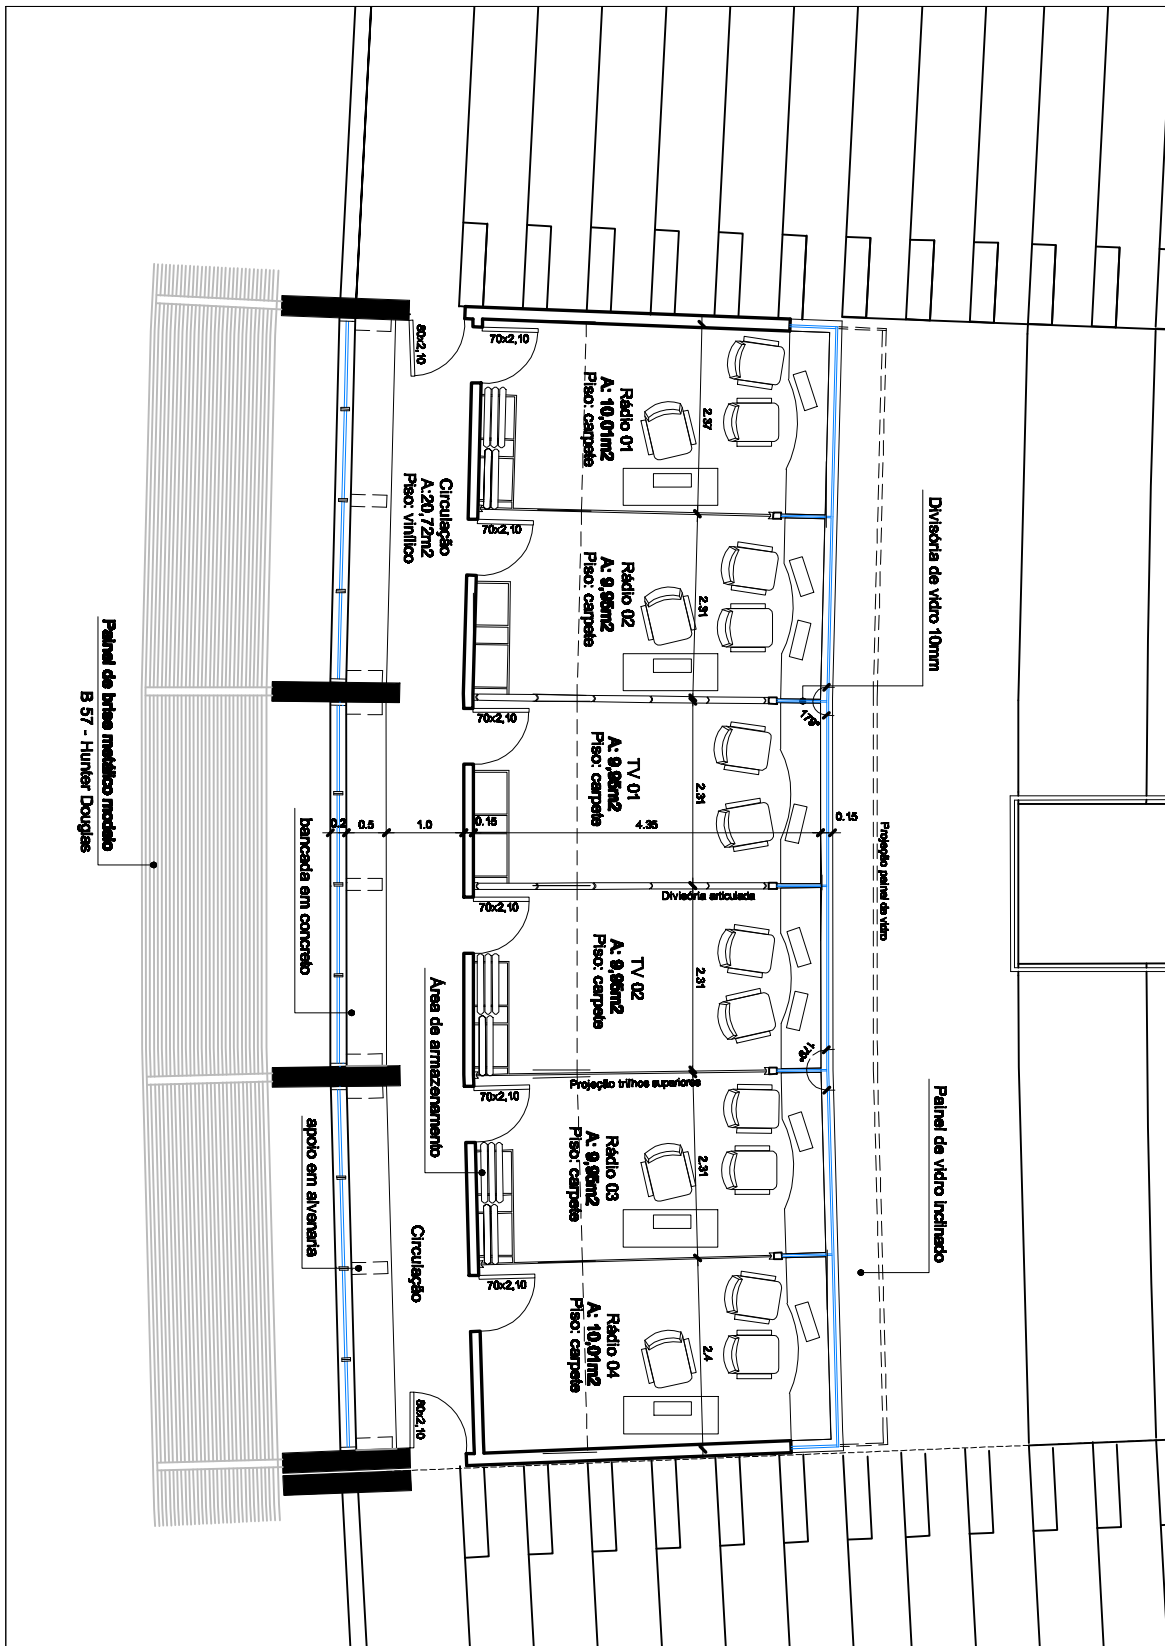 80x2,10
70x2,10
Rádio 01
A: 10,01m2
Piso: carpete
2.37
Circulação
A:20,72m2
Piso: vinílico
70x2,10
Rádio 02
A: 9,95m2
Piso: carpete
2.31
Divisória de vidro 10mm
179°
70x2,10
TV 01
A: 9,95m2
Piso: carpete
2.31
0.2
0.5
1.0
0.15
4.35
0.15
Projeção painel de vidro
Divisória articulada
70x2,10
TV 02
A: 9,95m2
Piso: carpete
2.31
179°
Projeção trilhos superiores
70x2,10
Rádio 03
A: 9,95m2
Piso: carpete
2.31
70x2,10
Rádio 04
A: 10,01m2
Piso: carpete
2.4
80x2,10
Painel de vidro inclinado
Área de armazenamento
Circulação
bancada em concreto
apoio em alvenaria
Painel de brise metálico modelo
B 57 - Hunter Douglas